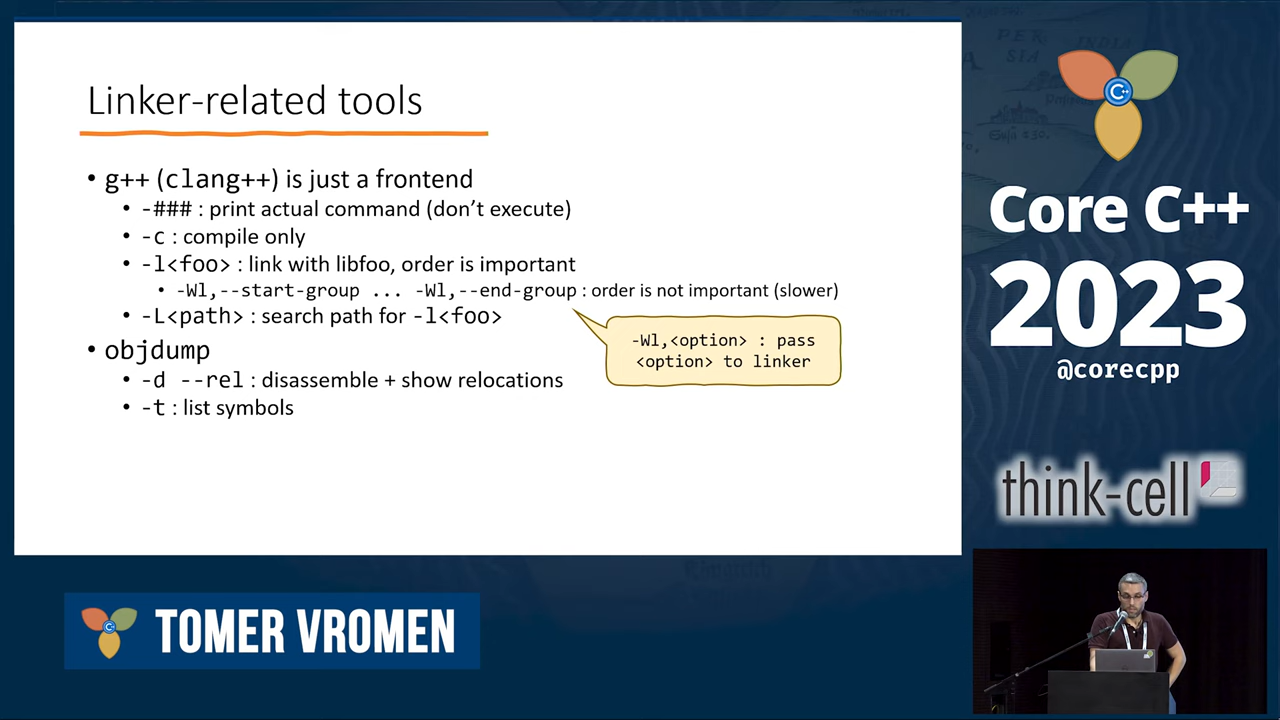 Linker-related tools
• g++ (clang++) is just a frontend
• -### : print actual command (don’t execute)
• -c : compile only
• -l<foo> : link with libfoo, order is important
• -Wl,--start-group ... -Wl,--end-group : order is not important (slower)
• -L<path> : search path for -l<foo>
-Wl,<option> : pass
<option> to linker
• objdump
• -d --rel : disassemble + show relocations
• -t : list symbols
TOMER VROMEN
C++
Core C++
2023
@corecpp
think-cell